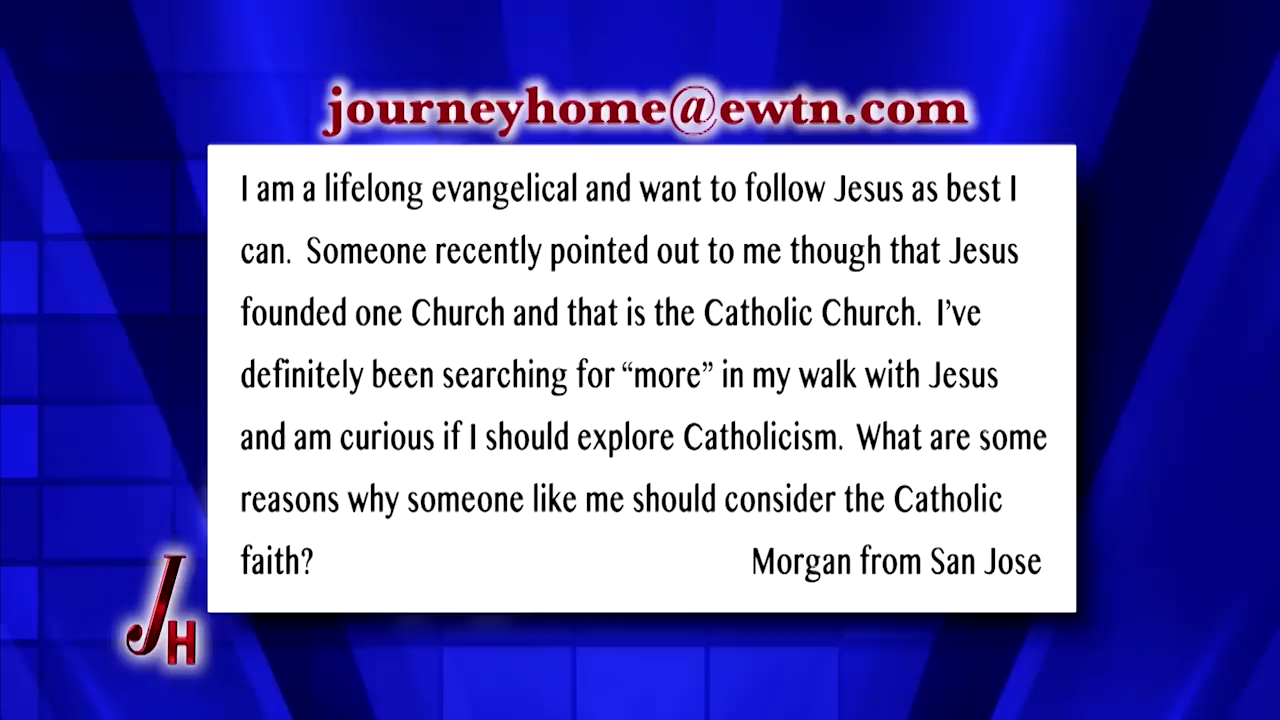 journeyhome@ewtn.com
I am a lifelong evangelical and want to follow Jesus as best I
can.  Someone recently pointed out to me though that Jesus
founded one Church and that is the Catholic Church.  I’ve
definitely been searching for “more” in my walk with Jesus
and am curious if I should explore Catholicism.  What are some
reasons why someone like me should consider the Catholic
faith? Morgan from San Jose
JH